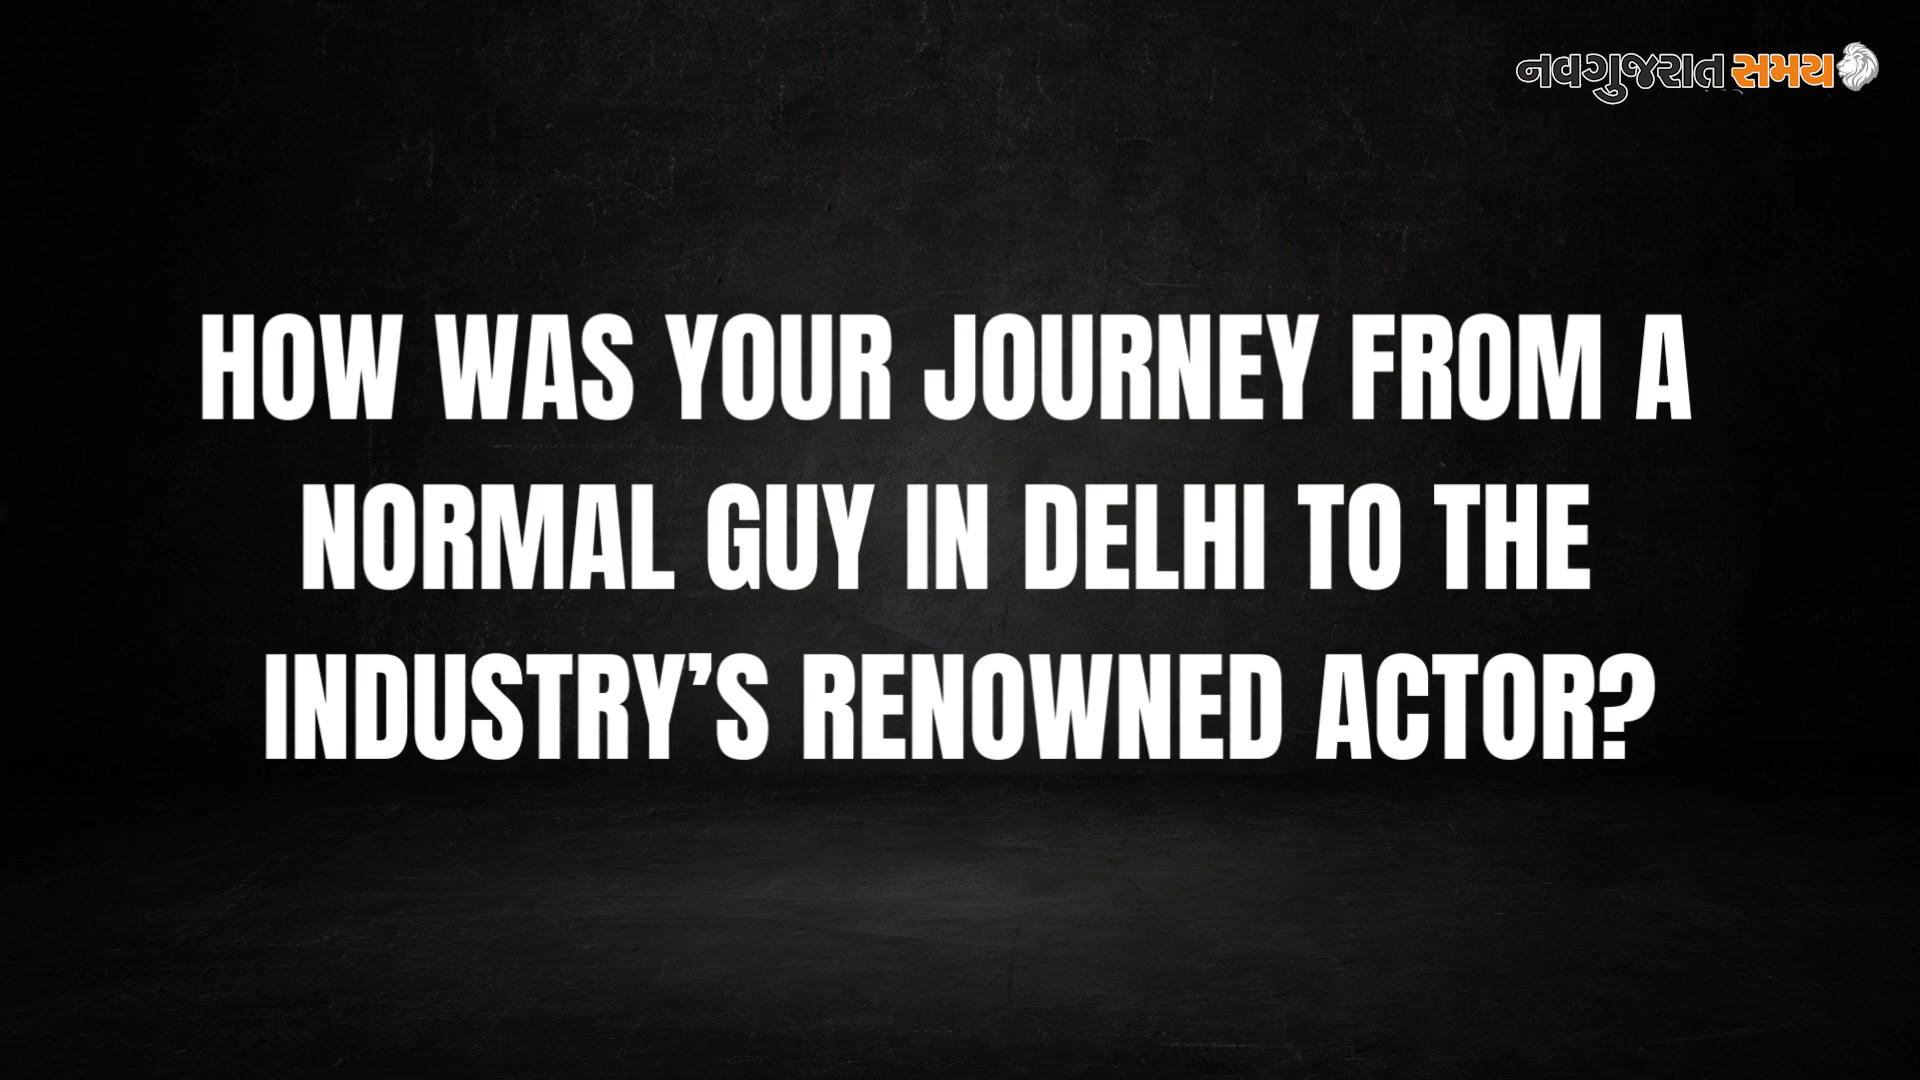 નવગુજરાત સમય
HOW WAS YOUR JOURNEY FROM A
NORMAL GUY IN DELHI TO THE
INDUSTRY’S RENOWNED ACTOR?